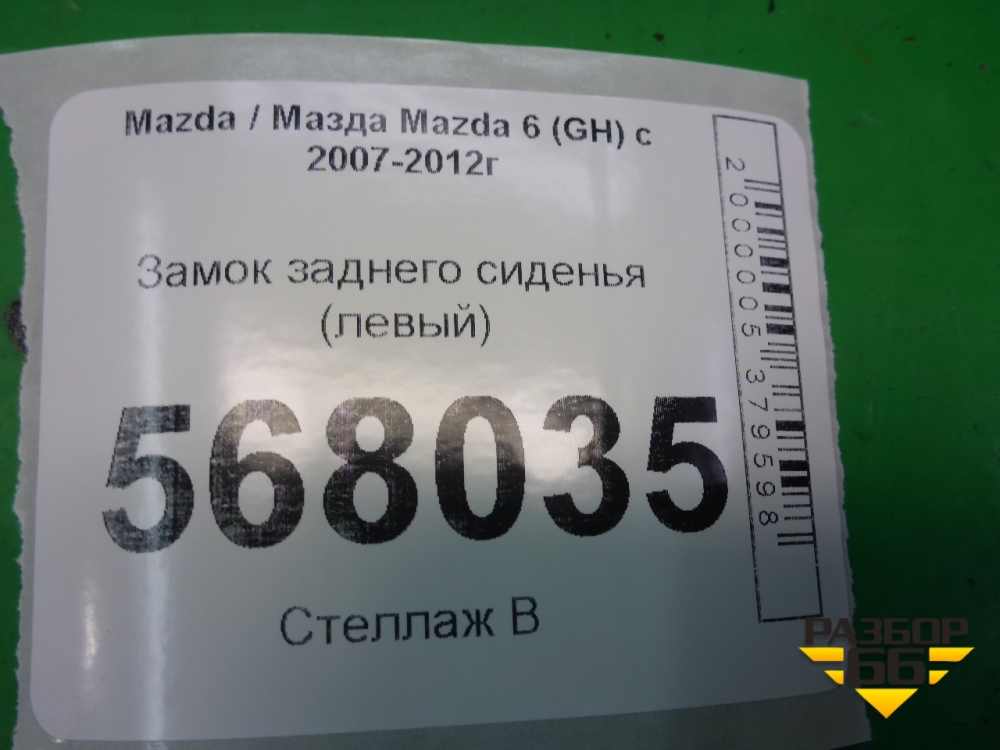 Mazda / Мазда Mazda 6 (GH) с
2007-2012г
Замок заднего сиденья
(левый)
568035
Стеллаж В
2000005379598
РАЗБОР
66